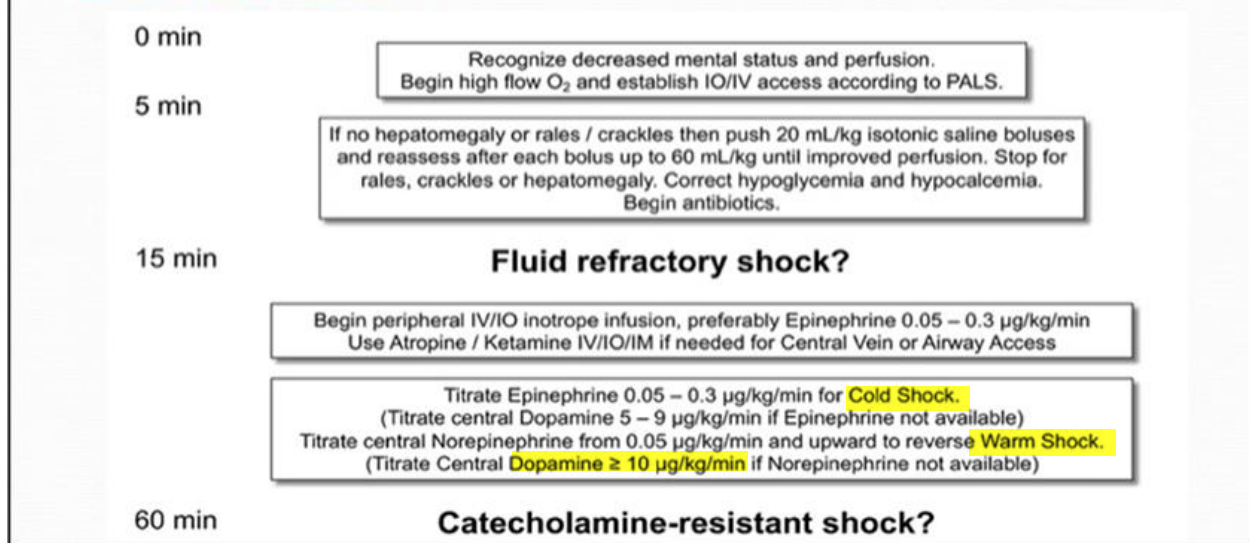 0 min
Recognize decreased mental status and perfusion.
Begin high flow O₂ and establish IO/IV access according to PALS.
5 min
If no hepatomegaly or rales / crackles then push 20 mL/kg isotonic saline boluses
and reassess after each bolus up to 60 mL/kg until improved perfusion. Stop for
rales, crackles or hepatomegaly. Correct hypoglycemia and hypocalcemia.
Begin antibiotics.
15 min
Fluid refractory shock?
Begin peripheral IV/IO inotrope infusion, preferably Epinephrine 0.05 – 0.3 µg/kg/min
Use Atropine / Ketamine IV/IO/IM if needed for Central Vein or Airway Access
Titrate Epinephrine 0.05 – 0.3 µg/kg/min for Cold Shock.
(Titrate central Dopamine 5 – 9 µg/kg/min if Epinephrine not available)
Titrate central Norepinephrine from 0.05 µg/kg/min and upward to reverse Warm Shock.
(Titrate Central Dopamine ≥ 10 µg/kg/min if Norepinephrine not available)
60 min
Catecholamine-resistant shock?